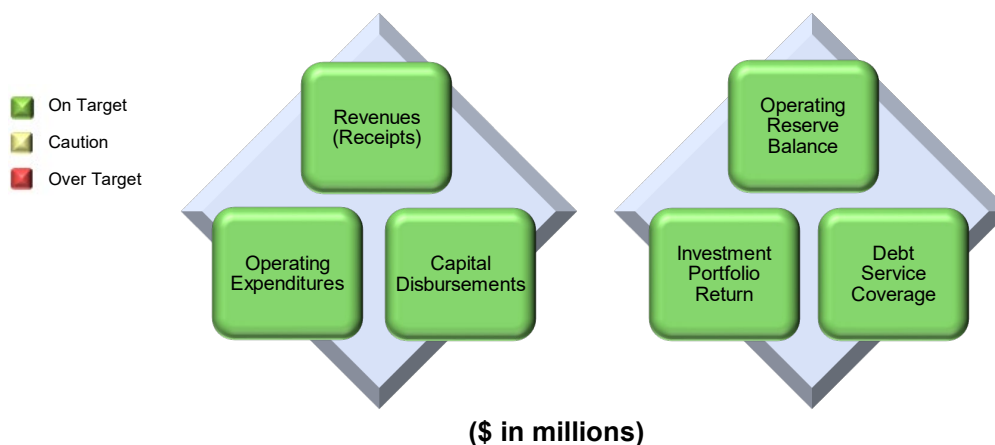 On Target
Caution
Over Target
Revenues
(Receipts)
Operating
Expenditures
Capital
Disbursements
Operating
Reserve
Balance
Investment
Portfolio
Return
Debt
Service
Coverage
($ in millions)